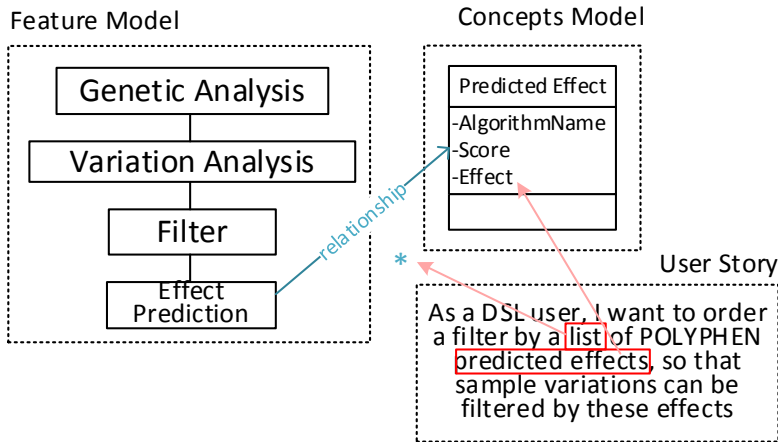 Feature Model
Genetic Analysis
Variation Analysis
Filter
Effect
Prediction
relationship
*
Concepts Model
Predicted Effect
-AlgorithmName
-Score
-Effect
User Story
As a DSL user, I want to order
a filter by a list of POLYPHEN
predicted effects, so that
sample variations can be
filtered by these effects